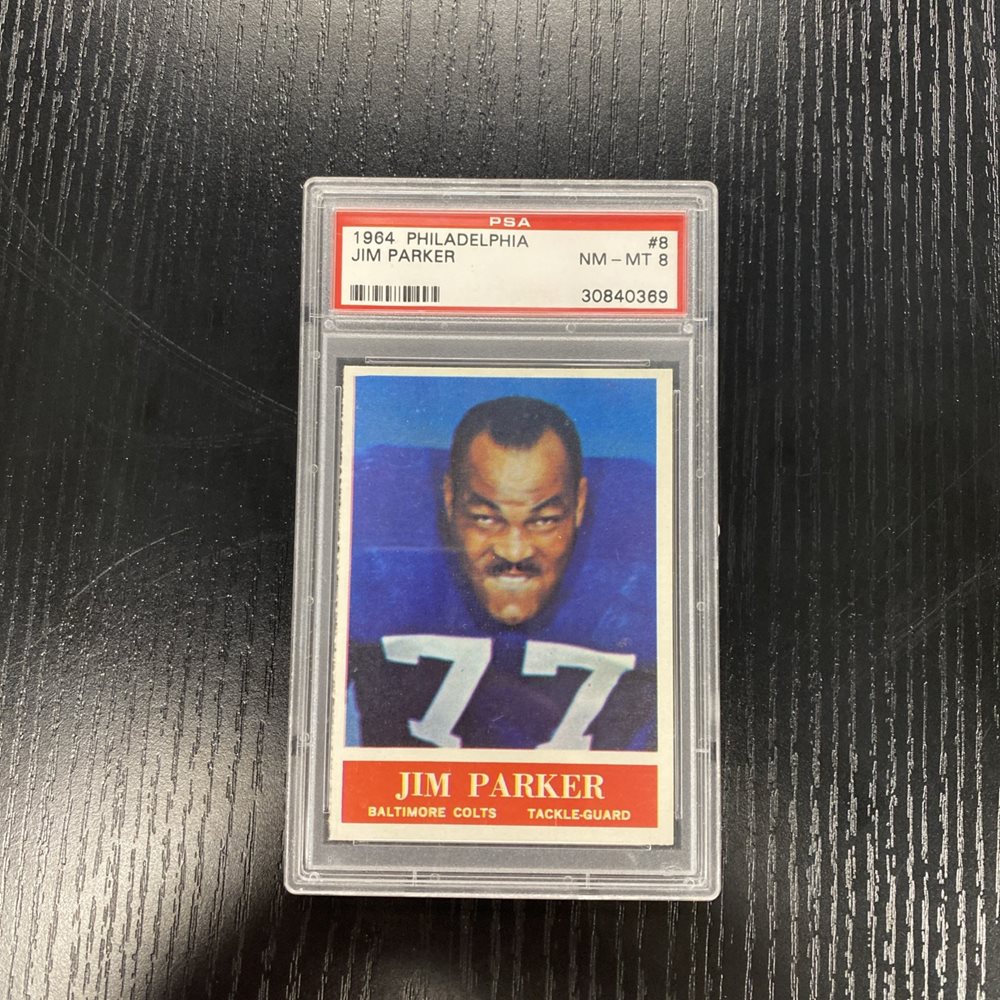 PSA
1964 PHILADELPHIA #8
JIM PARKER NM - MT 8
30840369
77
JIM PARKER
BALTIMORE COLTS TACKLE-GUARD